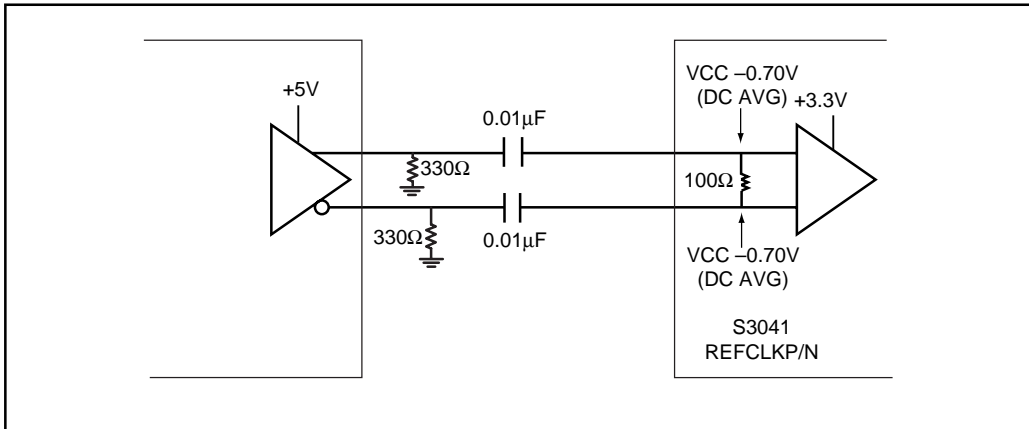 VCC –0.70V
(DC AVG)
+5V
+3.3V
0.01μF
330Ω
100Ω
330Ω
0.01μF
VCC –0.70V
(DC AVG)
S3041
REFCLKP/N